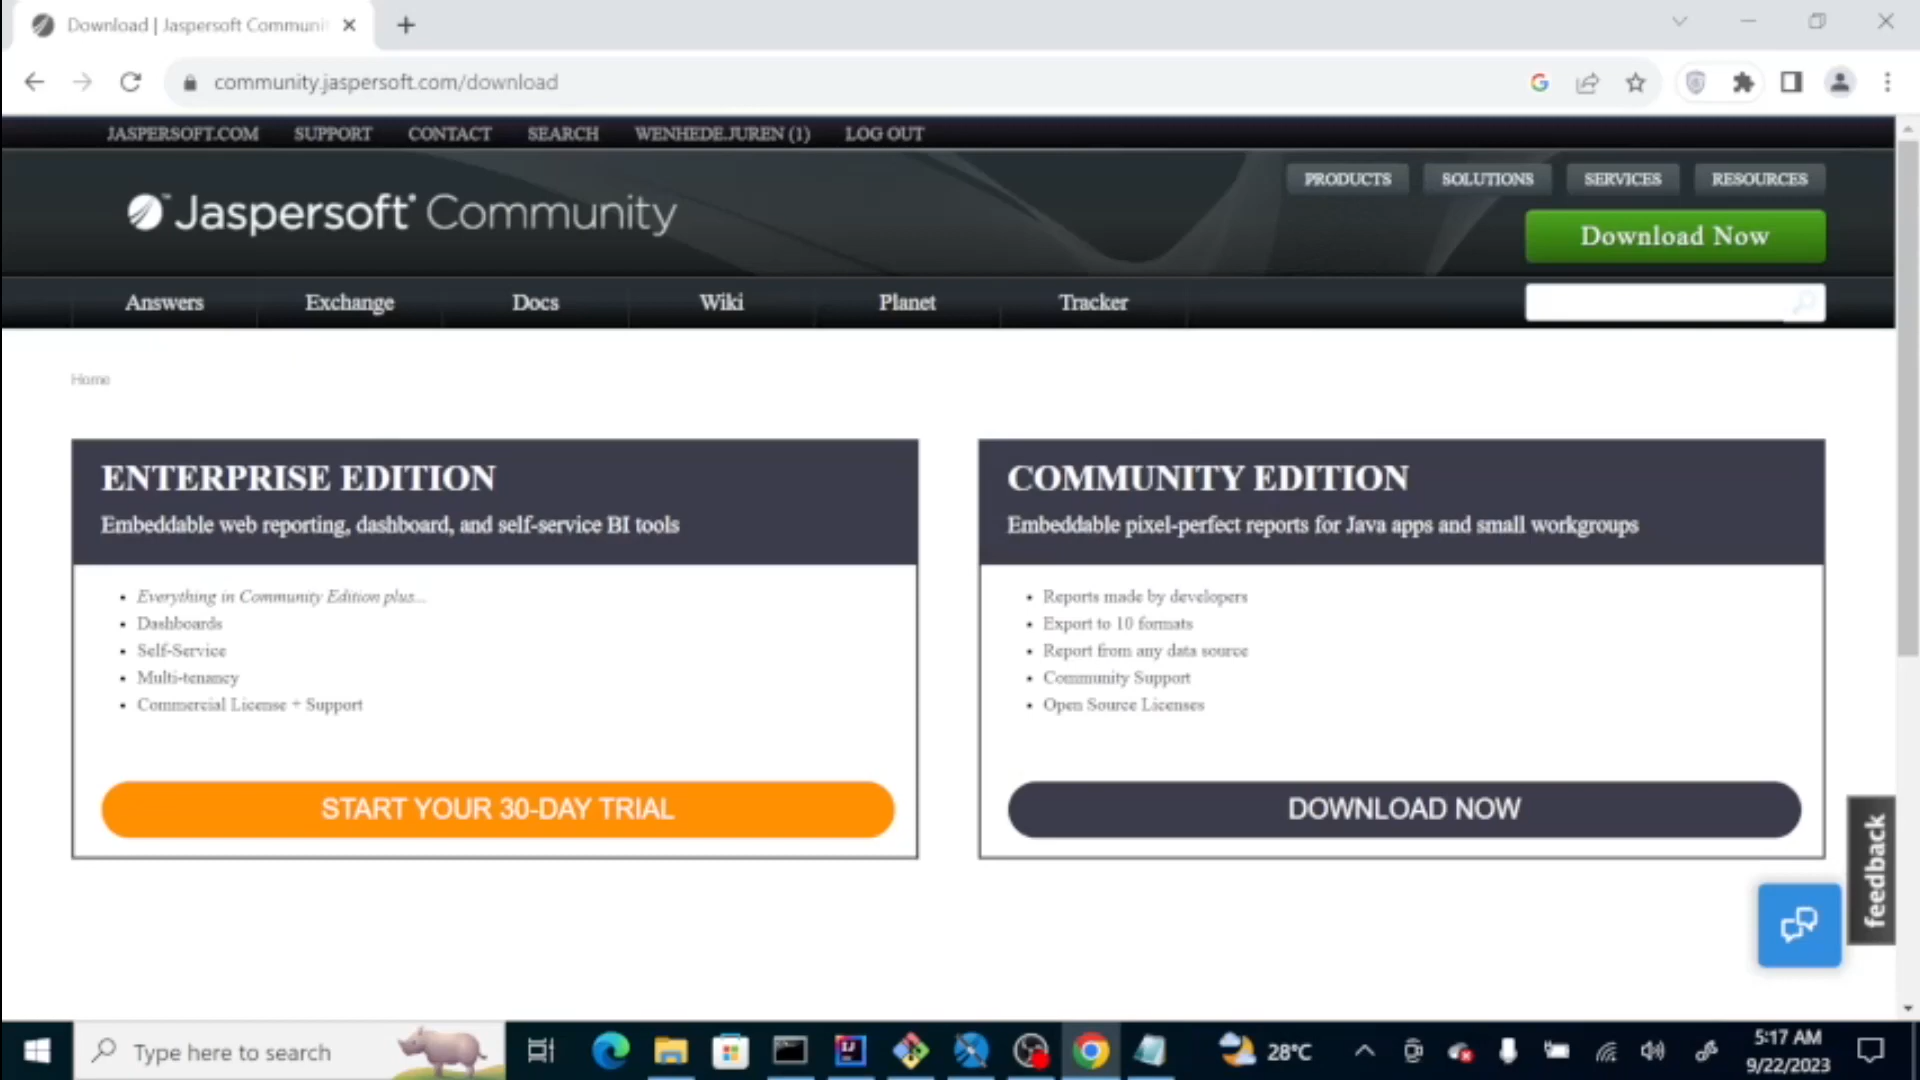 Download | Jaspersoft Communi
community.jaspersoft.com/download
JASPERSOFT.COM SUPPORT CONTACT SEARCH WENHEDE.JUREN (1) LOG OUT
PRODUCTS SOLUTIONS SERVICES RESOURCES
Jaspersoft® Community
Download Now
Answers Exchange Docs Wiki Planet Tracker
Home
ENTERPRISE EDITION
Embeddable web reporting, dashboard, and self-service BI tools
• Everything in Community Edition plus...
• Dashboards
• Self-Service
• Multi-tenancy
• Commercial License + Support
START YOUR 30-DAY TRIAL
COMMUNITY EDITION
Embeddable pixel-perfect reports for Java apps and small workgroups
• Reports made by developers
• Export to 10 formats
• Report from any data source
• Community Support
• Open Source Licenses
DOWNLOAD NOW
feedback
Type here to search
28°C
5:17 AM
9/22/2023